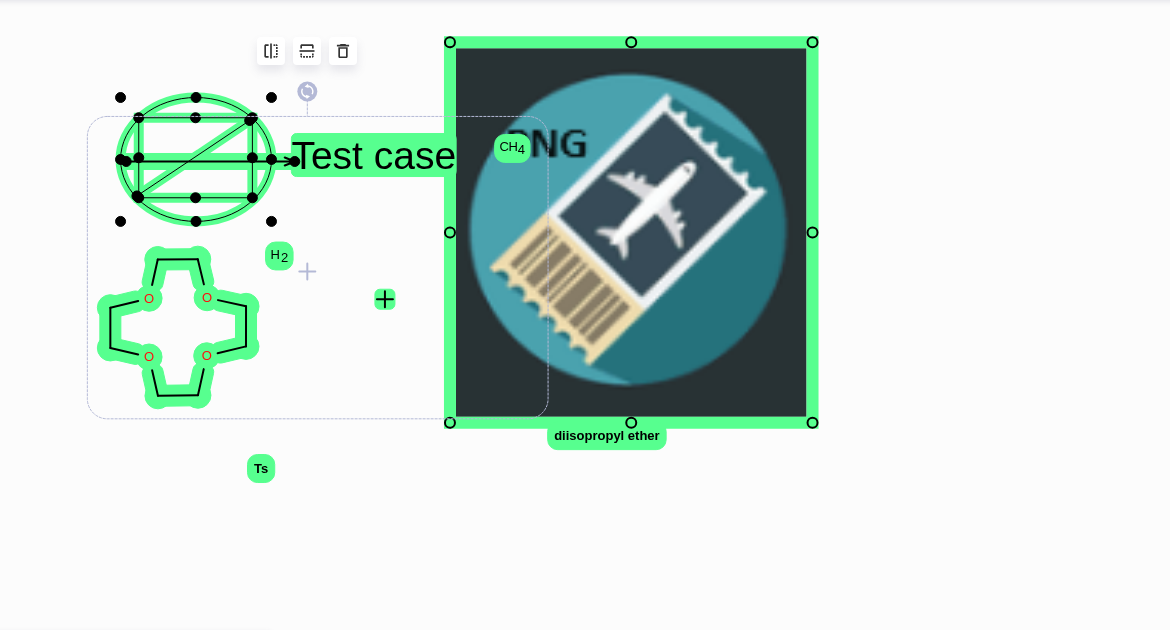 PNG
CH4
Test case
H2
O
O
+
O
O
diisopropyl ether
Ts